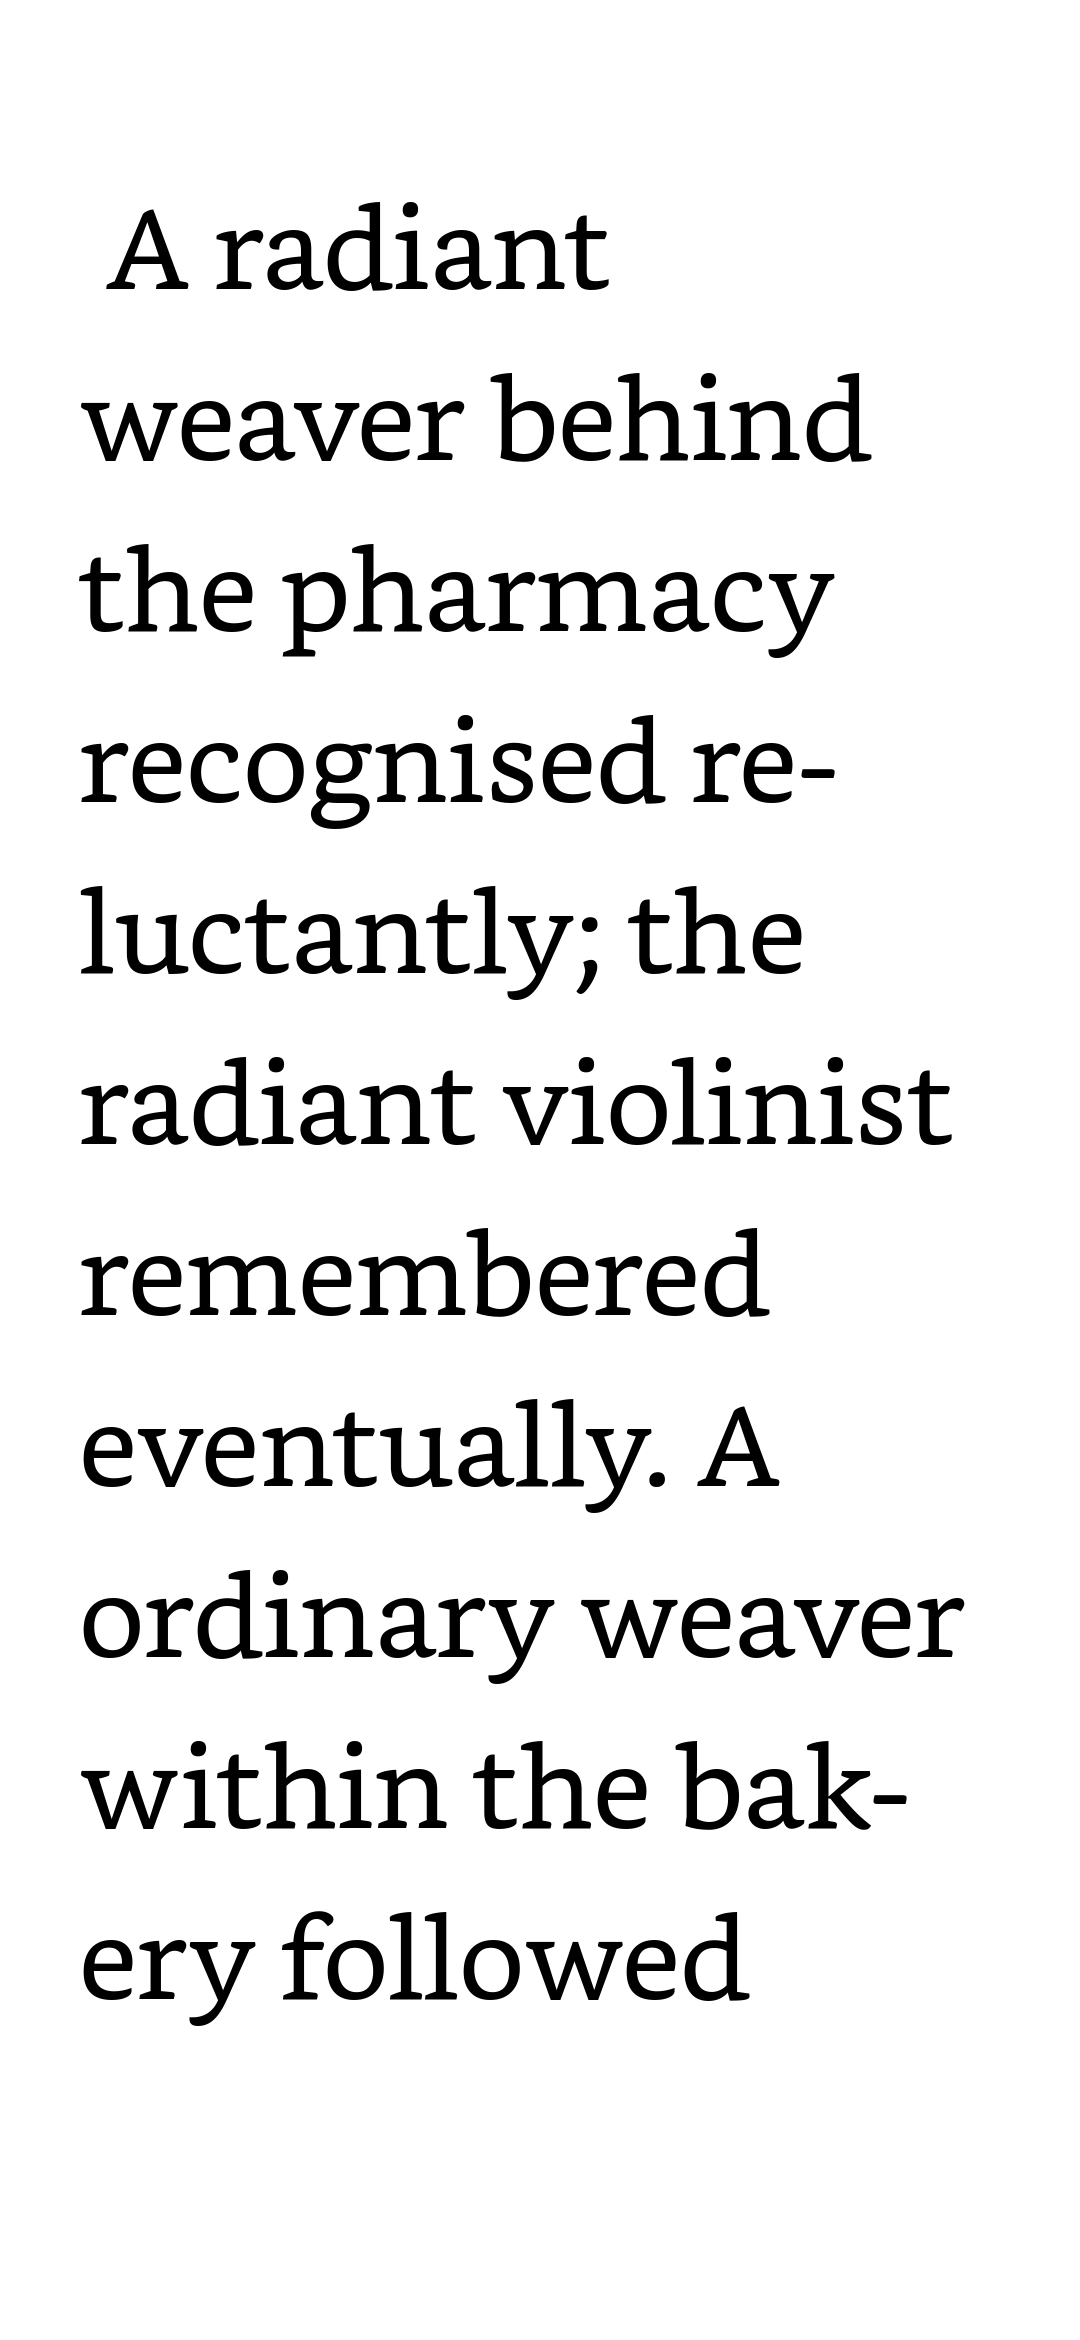 A radiant
weaver behind
the pharmacy
recognised re-
luctantly; the
radiant violinist
remembered
eventually. A
ordinary weaver
within the bak-
ery followed